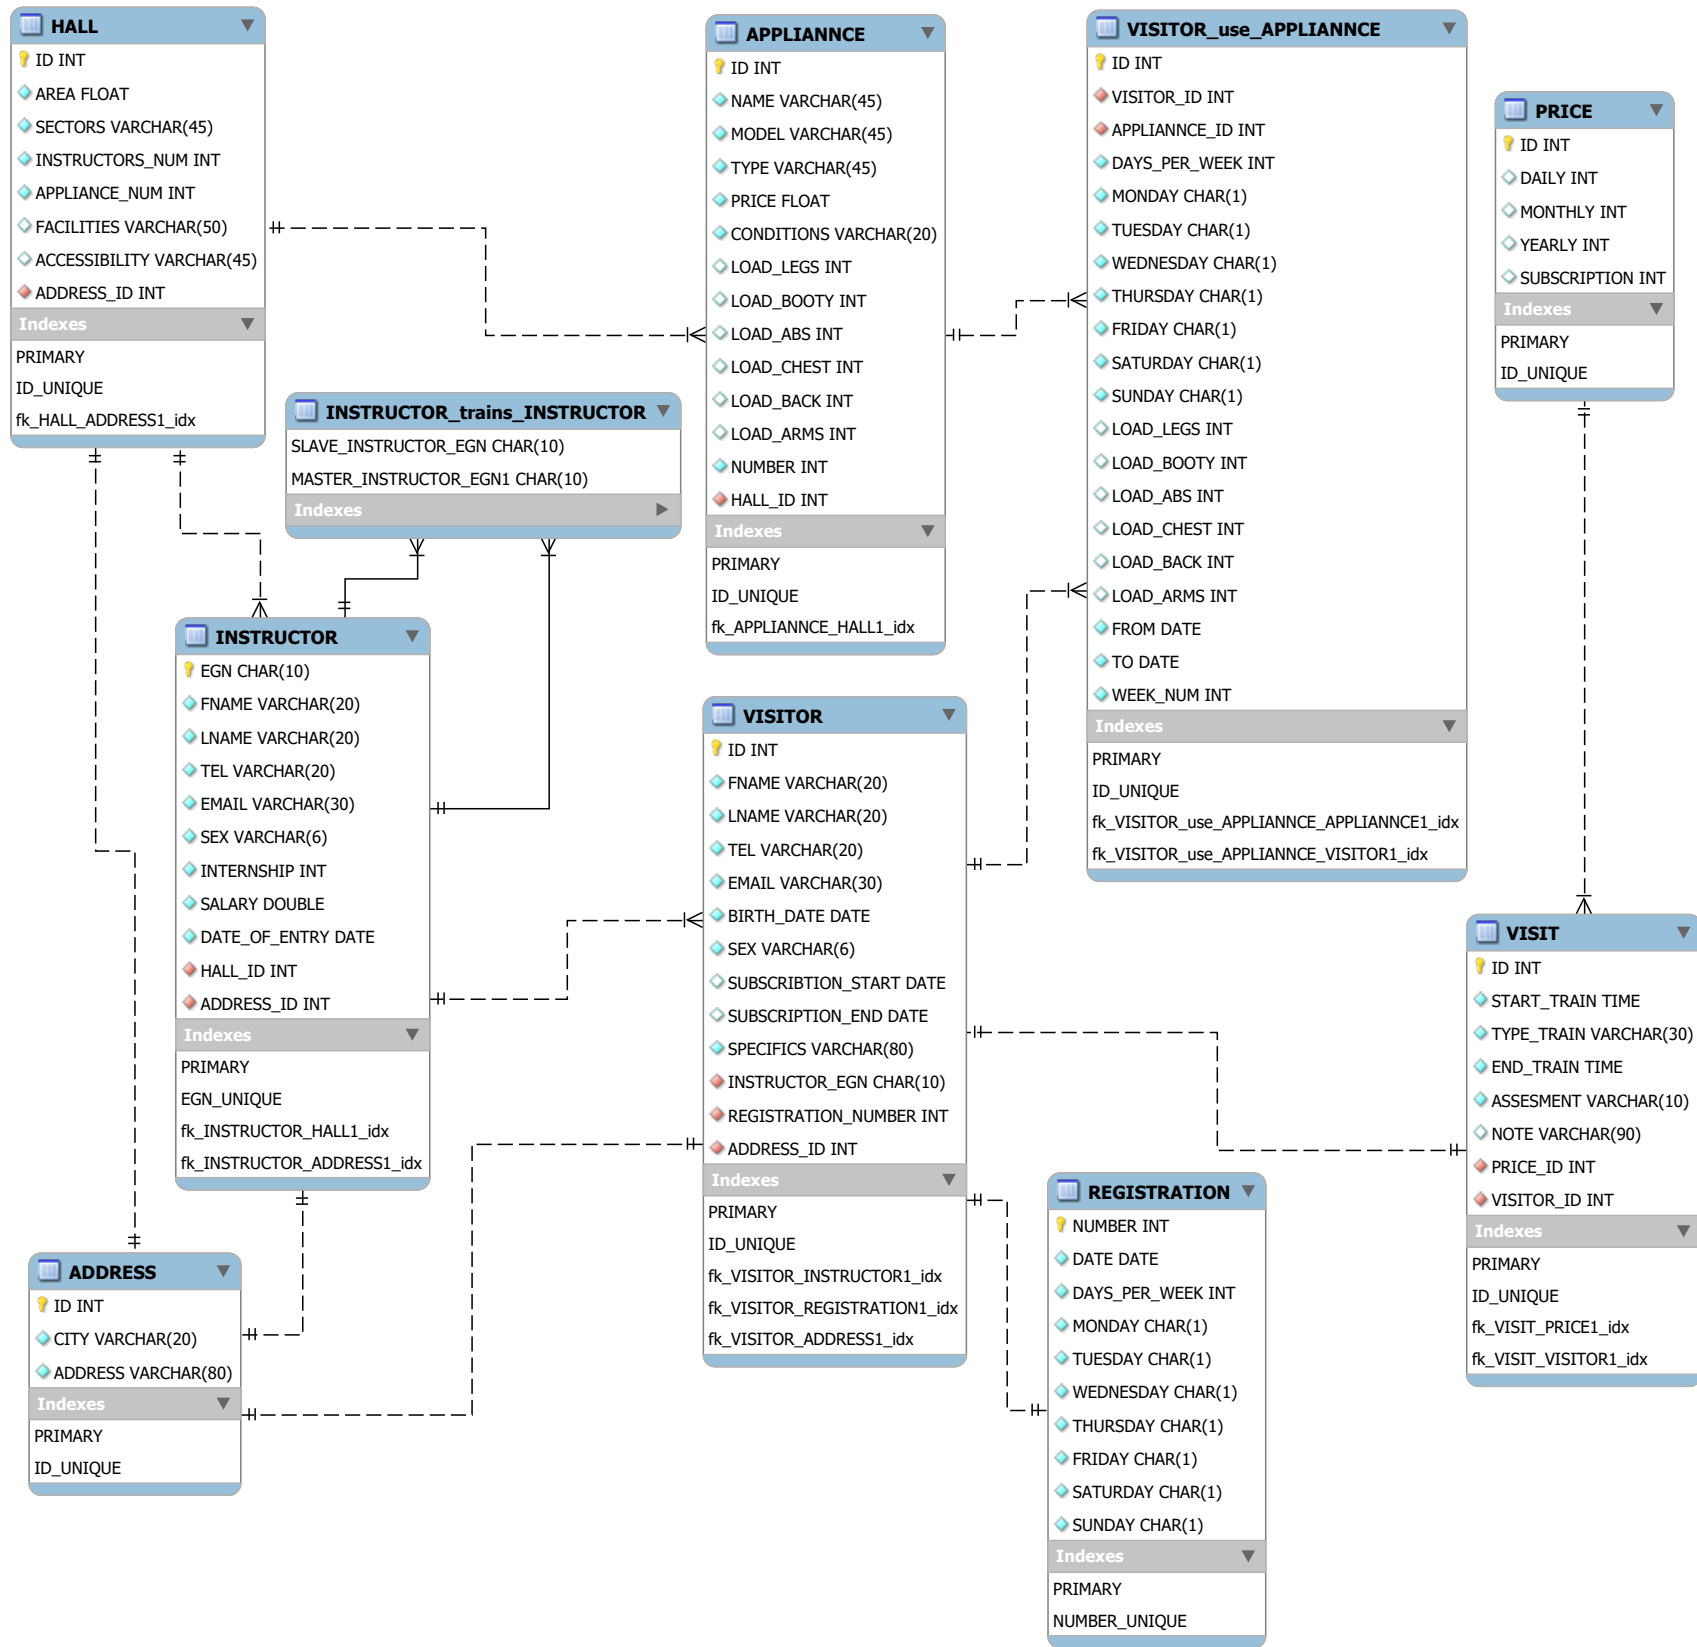 HALL
ID INT
AREA FLOAT
SECTORS VARCHAR(45)
INSTRUCTORS_NUM INT
APPLIANCE_NUM INT
FACILITIES VARCHAR(50)
ACCESSIBILITY VARCHAR(45)
ADDRESS_ID INT
Indexes
PRIMARY
ID_UNIQUE
fk_HALL_ADDRESS1_idx
APPLIANNCE
ID INT
NAME VARCHAR(45)
MODEL VARCHAR(45)
TYPE VARCHAR(45)
PRICE FLOAT
CONDITIONS VARCHAR(20)
LOAD_LEGS INT
LOAD_BOOTY INT
LOAD_ABS INT
LOAD_CHEST INT
LOAD_BACK INT
LOAD_ARMS INT
NUMBER INT
HALL_ID INT
Indexes
PRIMARY
ID_UNIQUE
fk_APPLIANNCE_HALL1_idx
VISITOR_use_APPLIANNCE
ID INT
VISITOR_ID INT
APPLIANNCE_ID INT
DAYS_PER_WEEK INT
MONDAY CHAR(1)
TUESDAY CHAR(1)
WEDNESDAY CHAR(1)
THURSDAY CHAR(1)
FRIDAY CHAR(1)
SATURDAY CHAR(1)
SUNDAY CHAR(1)
LOAD_LEGS INT
LOAD_BOOTY INT
LOAD_ABS INT
LOAD_CHEST INT
LOAD_BACK INT
LOAD_ARMS INT
FROM DATE
TO DATE
WEEK_NUM INT
Indexes
PRIMARY
ID_UNIQUE
fk_VISITOR_use_APPLIANNCE_APPLIANNCE1_idx
fk_VISITOR_use_APPLIANNCE_VISITOR1_idx
PRICE
ID INT
DAILY INT
MONTHLY INT
YEARLY INT
SUBSCRIPTION INT
Indexes
PRIMARY
ID_UNIQUE
INSTRUCTOR_trains_INSTRUCTOR
SLAVE_INSTRUCTOR_EGN CHAR(10)
MASTER_INSTRUCTOR_EGN1 CHAR(10)
Indexes
INSTRUCTOR
EGN CHAR(10)
FNAME VARCHAR(20)
LNAME VARCHAR(20)
TEL VARCHAR(20)
EMAIL VARCHAR(30)
SEX VARCHAR(6)
INTERNSHIP INT
SALARY DOUBLE
DATE_OF_ENTRY DATE
HALL_ID INT
ADDRESS_ID INT
Indexes
PRIMARY
EGN_UNIQUE
fk_INSTRUCTOR_HALL1_idx
fk_INSTRUCTOR_ADDRESS1_idx
VISITOR
ID INT
FNAME VARCHAR(20)
LNAME VARCHAR(20)
TEL VARCHAR(20)
EMAIL VARCHAR(30)
BIRTH_DATE DATE
SEX VARCHAR(6)
SUBSCRIBTION_START DATE
SUBSCRIPTION_END DATE
SPECIFICS VARCHAR(80)
INSTRUCTOR_EGN CHAR(10)
REGISTRATION_NUMBER INT
ADDRESS_ID INT
Indexes
PRIMARY
ID_UNIQUE
fk_VISITOR_INSTRUCTOR1_idx
fk_VISITOR_REGISTRATION1_idx
fk_VISITOR_ADDRESS1_idx
VISIT
ID INT
START_TRAIN TIME
TYPE_TRAIN VARCHAR(30)
END_TRAIN TIME
ASSESMENT VARCHAR(10)
NOTE VARCHAR(90)
PRICE_ID INT
VISITOR_ID INT
Indexes
PRIMARY
ID_UNIQUE
fk_VISIT_PRICE1_idx
fk_VISIT_VISITOR1_idx
ADDRESS
ID INT
CITY VARCHAR(20)
ADDRESS VARCHAR(80)
Indexes
PRIMARY
ID_UNIQUE
REGISTRATION
NUMBER INT
DATE DATE
DAYS_PER_WEEK INT
MONDAY CHAR(1)
TUESDAY CHAR(1)
WEDNESDAY CHAR(1)
THURSDAY CHAR(1)
FRIDAY CHAR(1)
SATURDAY CHAR(1)
SUNDAY CHAR(1)
Indexes
PRIMARY
NUMBER_UNIQUE